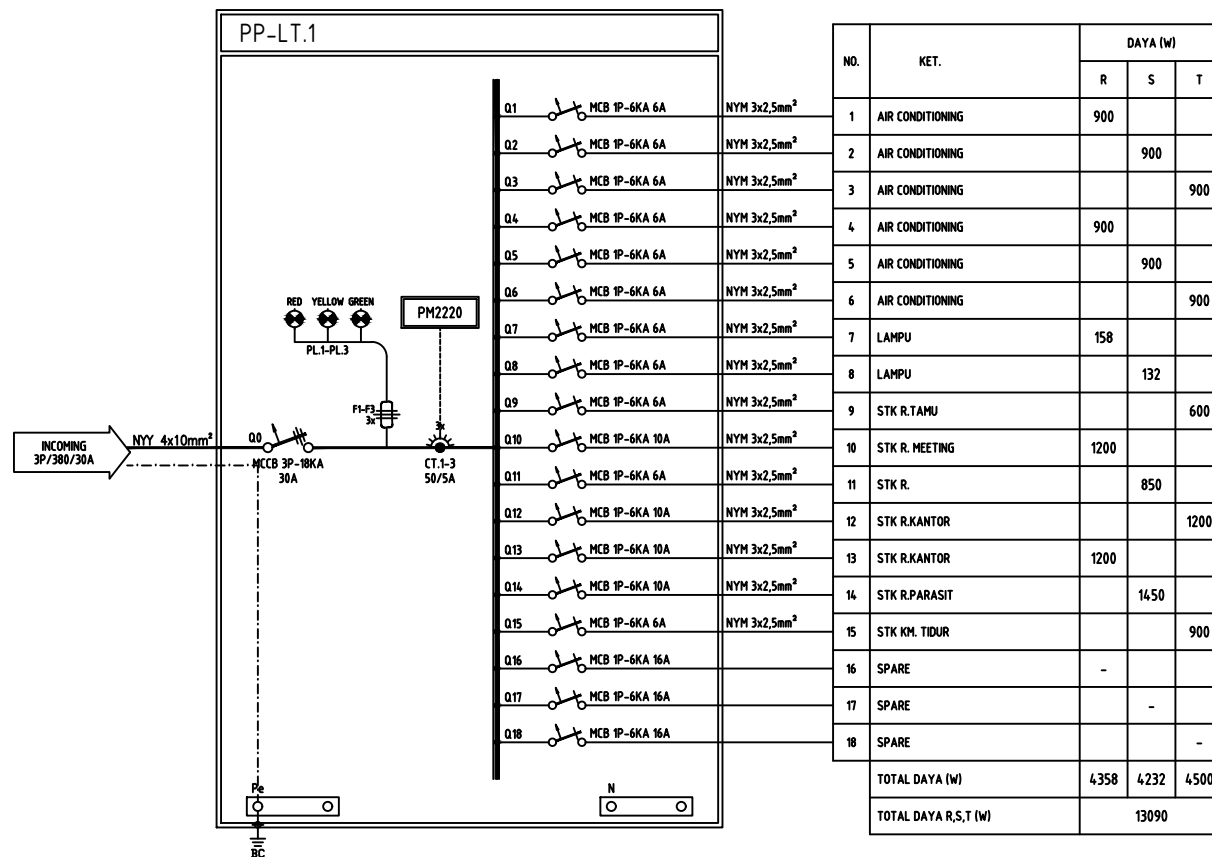 PP-LT.1
RED YELLOW GREEN
PL.1-PL.3
PM2220
F1-F3
3x
3x
INCOMING
3P/380/30A
NYY 4x10mm²
Q0
MCCB 3P-18KA
30A
CT.1-3
50/5A
Pe
BC
N
Q1 MCB 1P-6KA 6A NYM 3x2,5mm²
Q2 MCB 1P-6KA 6A NYM 3x2,5mm²
Q3 MCB 1P-6KA 6A NYM 3x2,5mm²
Q4 MCB 1P-6KA 6A NYM 3x2,5mm²
Q5 MCB 1P-6KA 6A NYM 3x2,5mm²
Q6 MCB 1P-6KA 6A NYM 3x2,5mm²
Q7 MCB 1P-6KA 6A NYM 3x2,5mm²
Q8 MCB 1P-6KA 6A NYM 3x2,5mm²
Q9 MCB 1P-6KA 6A NYM 3x2,5mm²
Q10 MCB 1P-6KA 10A NYM 3x2,5mm²
Q11 MCB 1P-6KA 6A NYM 3x2,5mm²
Q12 MCB 1P-6KA 10A NYM 3x2,5mm²
Q13 MCB 1P-6KA 10A NYM 3x2,5mm²
Q14 MCB 1P-6KA 10A NYM 3x2,5mm²
Q15 MCB 1P-6KA 6A NYM 3x2,5mm²
Q16 MCB 1P-6KA 16A
Q17 MCB 1P-6KA 16A
Q18 MCB 1P-6KA 16A
NO. KET. DAYA (W)
R S T
1 AIR CONDITIONING 900
2 AIR CONDITIONING 900
3 AIR CONDITIONING 900
4 AIR CONDITIONING 900
5 AIR CONDITIONING 900
6 AIR CONDITIONING 900
7 LAMPU 158
8 LAMPU 132
9 STK R.TAMU 600
10 STK R. MEETING 1200
11 STK R. 850
12 STK R.KANTOR 1200
13 STK R.KANTOR 1200
14 STK R.PARASIT 1450
15 STK KM. TIDUR 900
16 SPARE -
17 SPARE -
18 SPARE -
TOTAL DAYA (W) 4358 4232 4500
TOTAL DAYA R,S,T (W) 13090